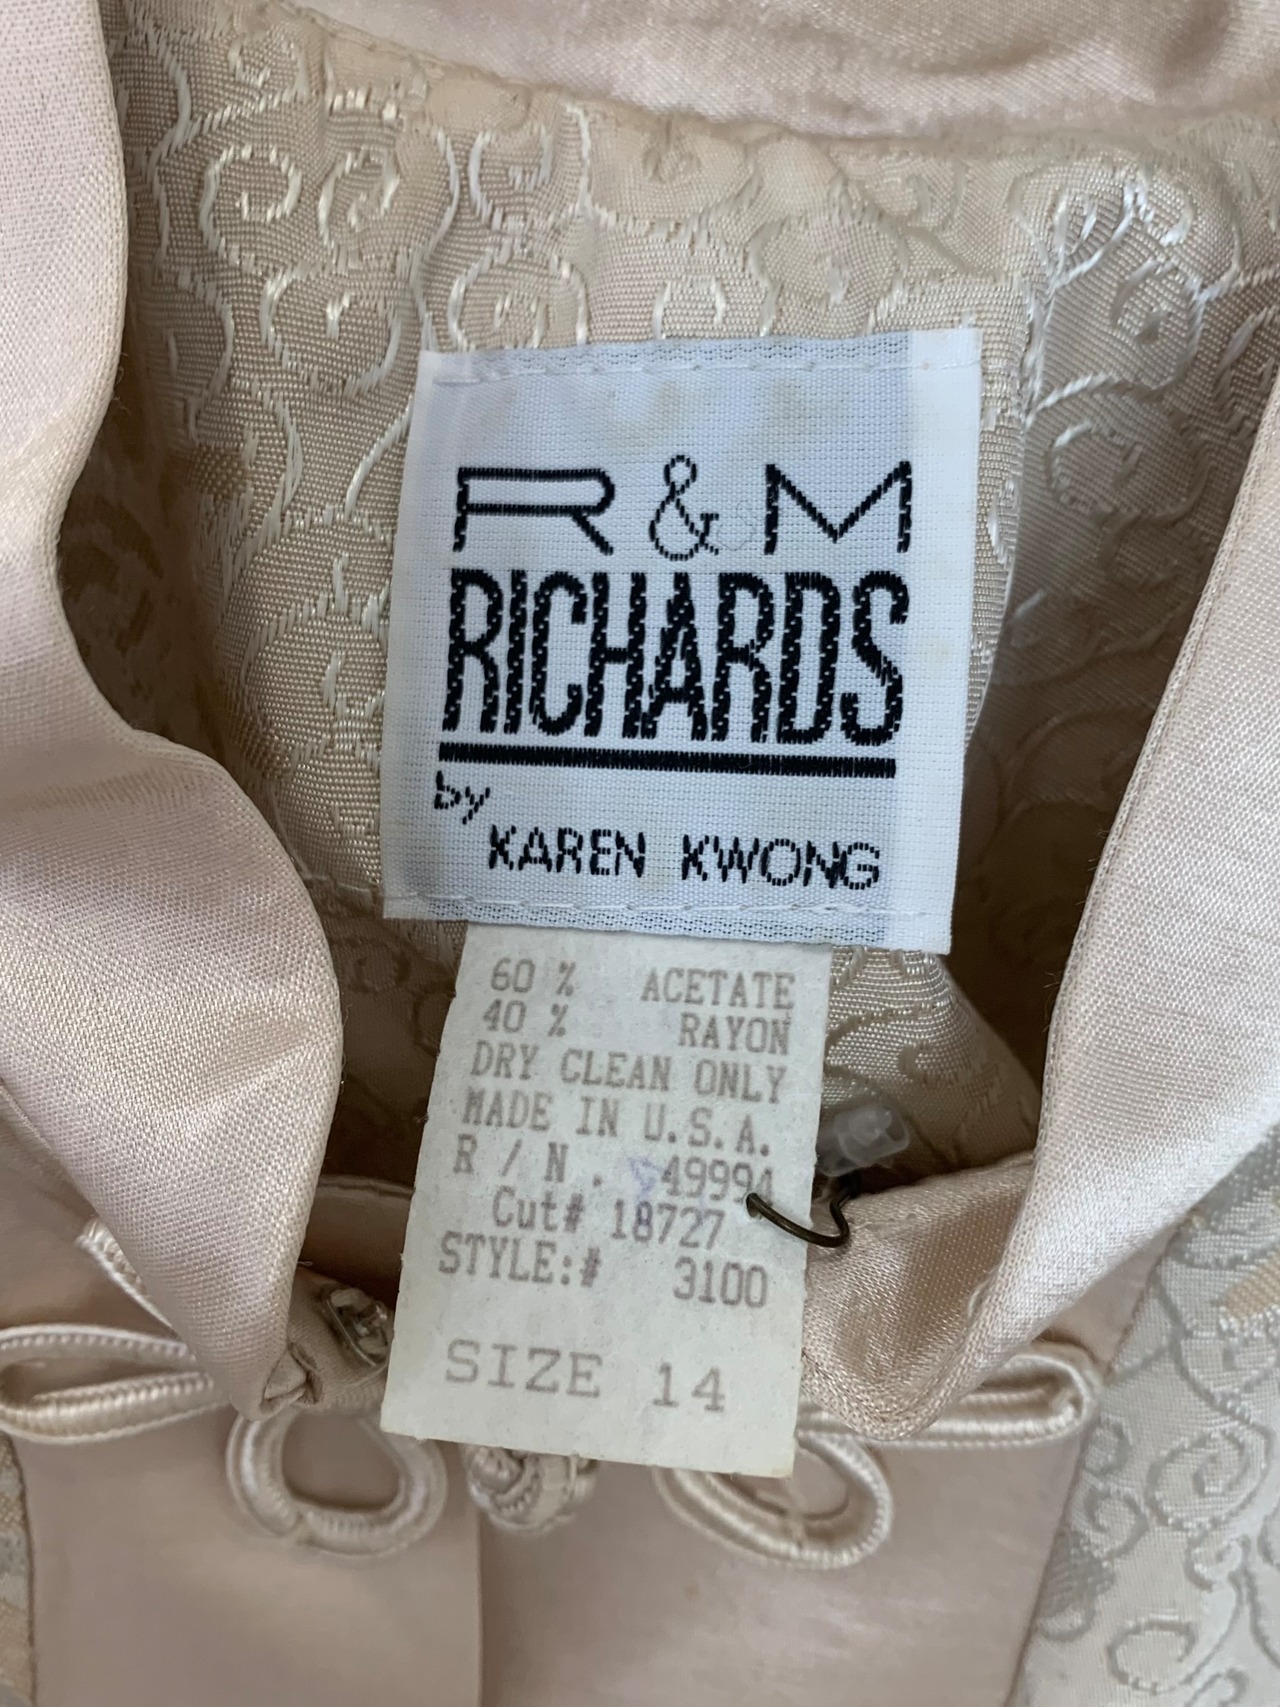 R & M
RICHARDS
by
KAREN KWONG
60 % ACETATE
40 % RAYON
DRY CLEAN ONLY
MADE IN U.S.A.
R / N . 49994
Cut# 18727
STYLE:# 3100
SIZE 14